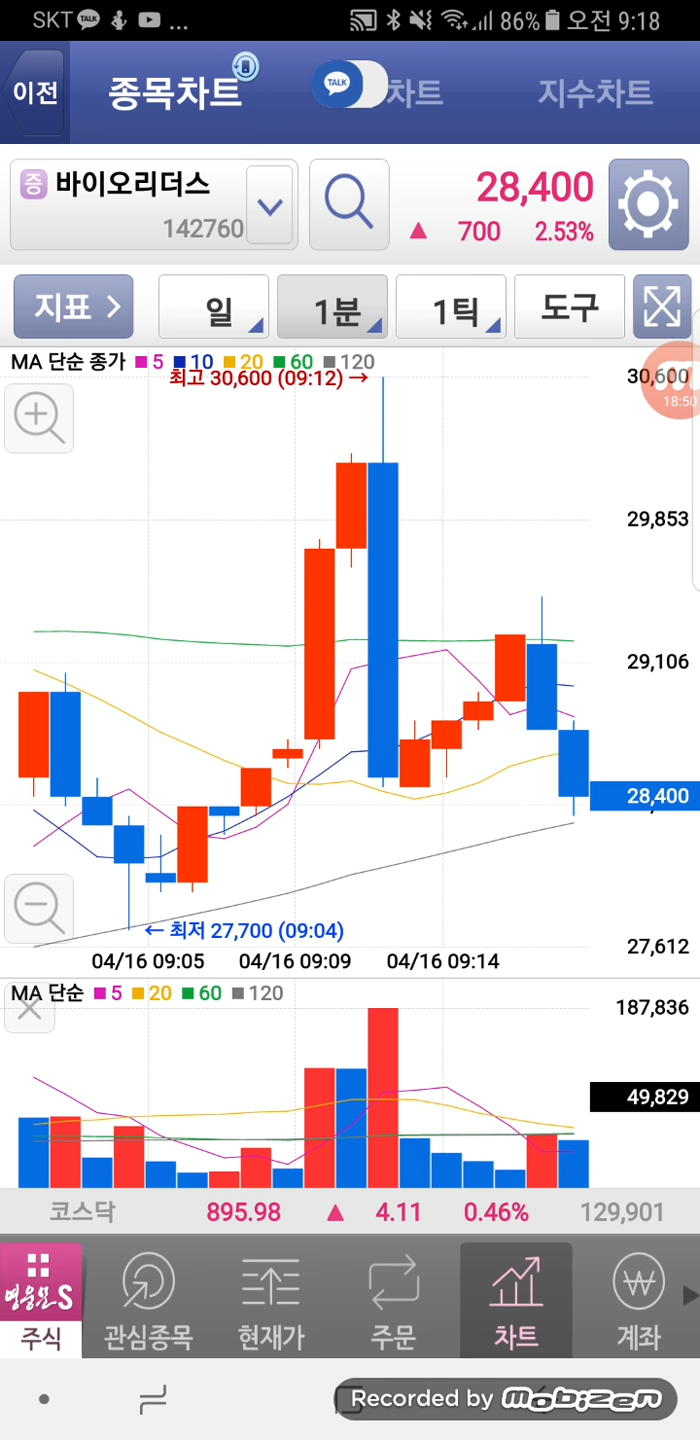 SKT TALK ... 86% 오전 9:18
이전 종목차트 TALK 차트 지수차트
증 바이오리더스 28,400
142760 ▲ 700 2.53%
지표 일 1분 1틱 도구
MA 단순 종가 5 10 20 60 120
최고 30,600 (09:12) → 30,600
18:50
29,853
29,106
28,400
← 최저 27,700 (09:04)
27,612
04/16 09:05 04/16 09:09 04/16 09:14
MA 단순 5 20 60 120
187,836
49,829
코스닥 895.98 ▲ 4.11 0.46% 129,901
영웅문S
주식 관심종목 현재가 주문 차트 계좌
Recorded by mobizen